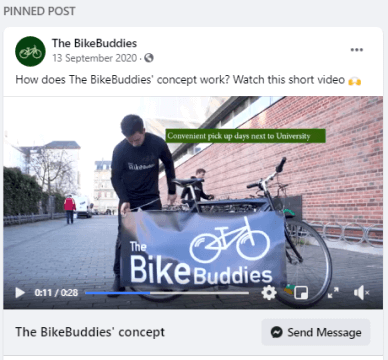 PINNED POST
The BikeBuddies
13 September 2020 ·
How does The BikeBuddies' concept work? Watch this short video 🙌
Convenient pick up days next to University
The
BikeBuddies
0:11 / 0:28
The BikeBuddies' concept
Send Message